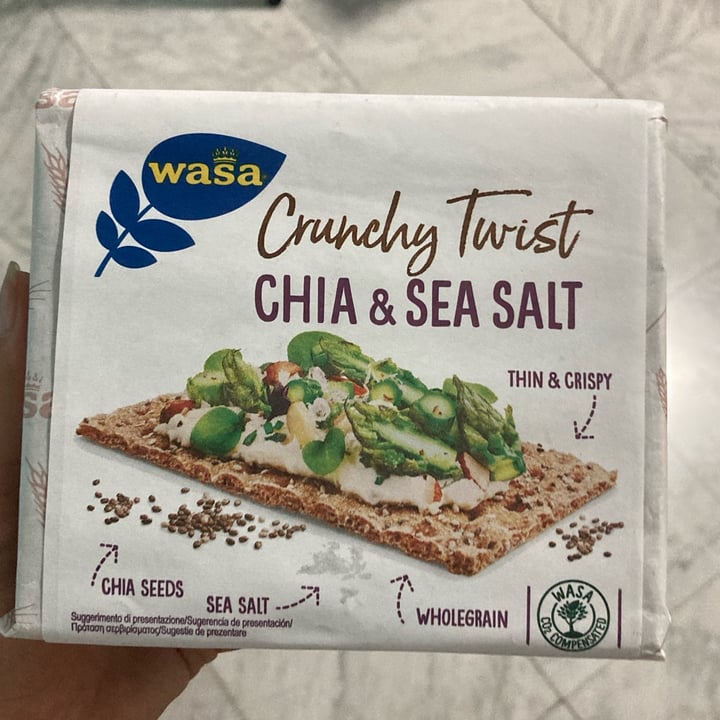 wasa
Crunchy Twist
CHIA & SEA SALT
THIN & CRISPY
CHIA SEEDS
SEA SALT
WHOLEGRAIN
Suggerimento di presentazione/Sugerencia de presentación/
Πρόταση σερβιρίσματος/Sugestie de prezentare
WASA
CO2 COMPENSATED